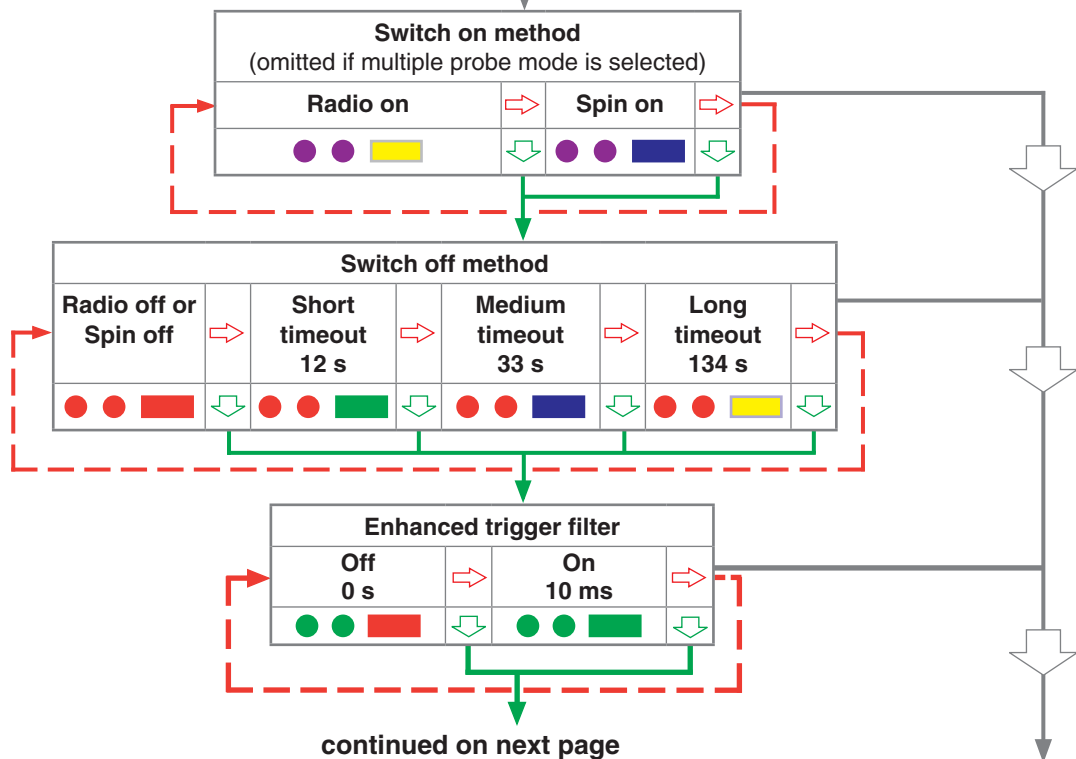 Switch on method
(omitted if multiple probe mode is selected)
Radio on
Spin on
Switch off method
Radio off or
Spin off
Short
timeout
12 s
Medium
timeout
33 s
Long
timeout
134 s
Enhanced trigger filter
Off
0 s
On
10 ms
continued on next page